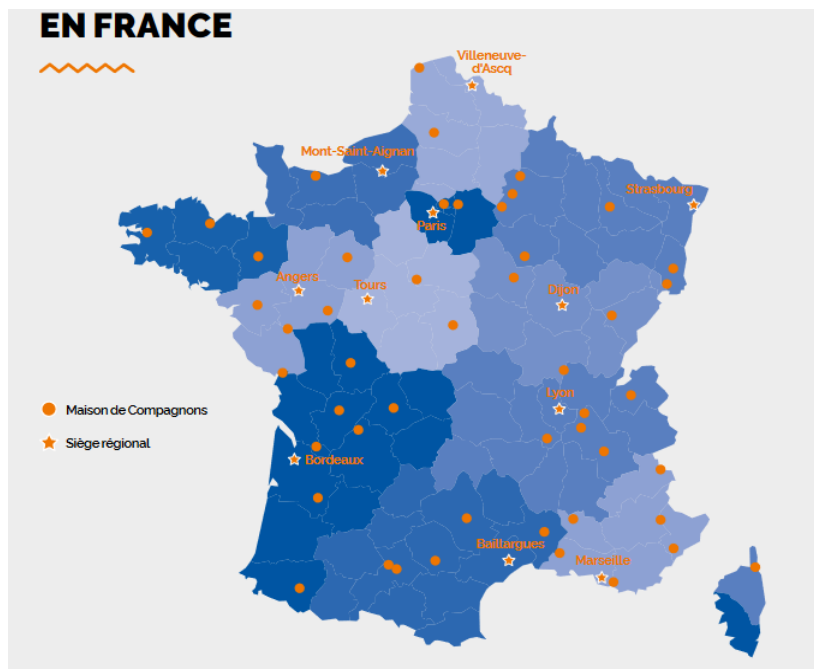 EN FRANCE
Villeneuve-
d'Ascq
Mont-Saint-Aignan
Strasbourg
Paris
Angers
Tours
Dijon
Lyon
Maison de Compagnons
Siège régional
Bordeaux
Baillargues
Marseille